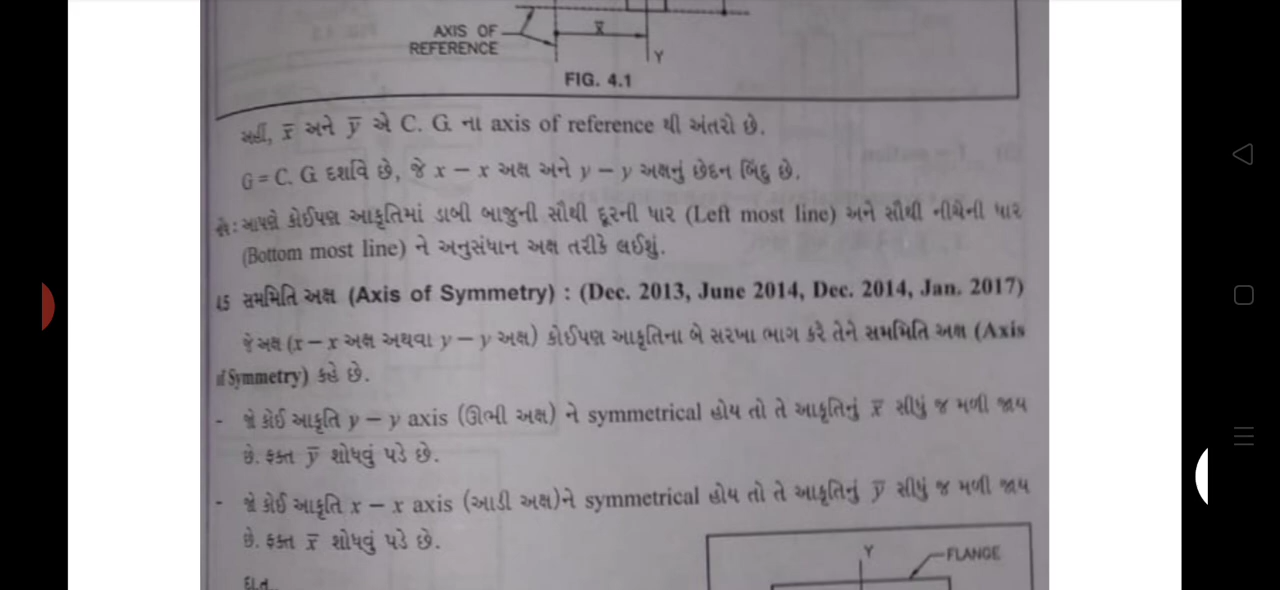 AXIS OF
REFERENCE
x̅
Y
FIG. 4.1
અહીં, x̅ અને y̅ એ C. G. ના axis of reference થી અંતરો છે.
G = C. G. દર્શાવે છે, જે x – x અક્ષ અને y – y અક્ષનું છેદન બિંદુ છે.
આપણે કોઈપણ આકૃતિમાં ડાબી બાજુની સૌથી દૂરની ધાર (Left most line) અને સૌથી નીચેની ધાર
(Bottom most line) ને અનુસંધાન અક્ષ તરીકે લઈશું.
સમમિતિ અક્ષ (Axis of Symmetry) : (Dec. 2013, June 2014, Dec. 2014, Jan. 2017)
જે અક્ષ (x – x અક્ષ અથવા y – y અક્ષ) કોઈપણ આકૃતિના બે સરખા ભાગ કરે તેને સમમિતિ અક્ષ (Axis
of Symmetry) કહે છે.
- જો કોઈ આકૃતિ y – y axis (ઊભી અક્ષ) ને symmetrical હોય તો તે આકૃતિનું x̅ સીધું જ મળી જાય
છે. ફક્ત y̅ શોધવું પડે છે.
- જો કોઈ આકૃતિ x – x axis (આડી અક્ષ)ને symmetrical હોય તો તે આકૃતિનું y̅ સીધું જ મળી જાય
છે. ફક્ત x̅ શોધવું પડે છે.
Y
FLANGE